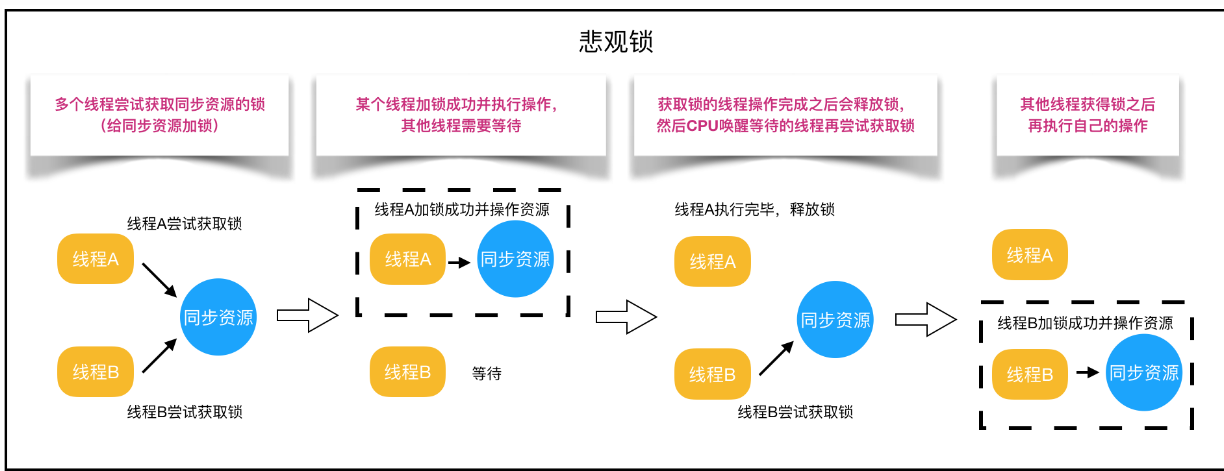 悲观锁
多个线程尝试获取同步资源的锁
（给同步资源加锁）
某个线程加锁成功并执行操作，
其他线程需要等待
获取锁的线程操作完成之后会释放锁，
然后CPU唤醒等待的线程再尝试获取锁
其他线程获得锁之后
再执行自己的操作
线程A尝试获取锁
线程A
同步资源
线程B
线程B尝试获取锁
线程A加锁成功并操作资源
线程A
同步资源
线程B
等待
线程A执行完毕，释放锁
线程A
同步资源
线程B
线程B尝试获取锁
线程A
线程B加锁成功并操作资源
线程B
同步资源